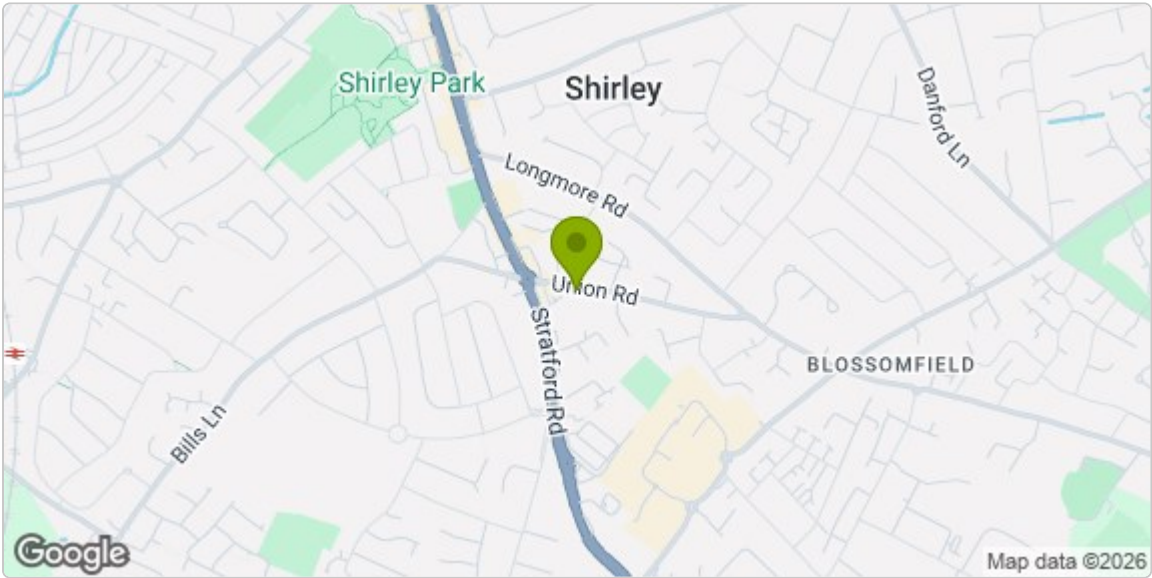 Shirley Park
Shirley
Danford Ln
Longmore Rd
Union Rd
Stratford Rd
BLOSSOMFIELD
Bills Ln
Google
Map data ©2026